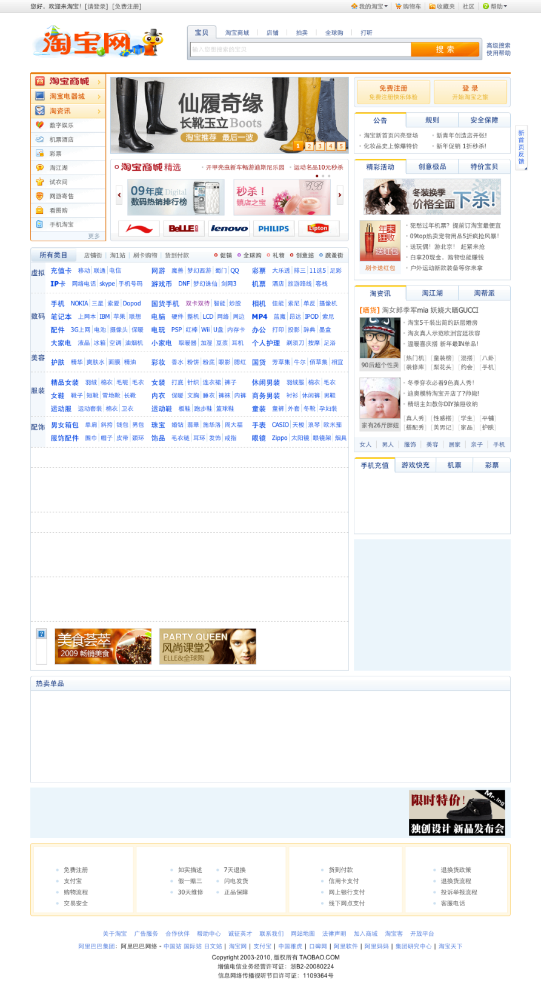 您好，欢迎来淘宝！[请登录] [免费注册]
我的淘宝 购物车 收藏夹 社区 帮助
淘宝网
宝贝 淘宝商城 店铺 拍卖 全球购 打听
输入您想搜索的宝贝 搜索
高级搜索
使用帮助
淘宝商城
淘宝电器城
淘资讯
数字娱乐
机票酒店
彩票
淘江湖
试衣间
网游寄售
看图购
手机淘宝
更多
仙履奇缘
长靴玉立Boots
淘宝推荐 最后一波
1 2 3 4 5
淘宝商城精选 开甲壳虫新车畅游迪斯尼乐园 运动名品10元秒杀
09年度Digital
数码热销排行榜
秒杀！
镇店之宝
BeLLE lenovo PHILIPS Lipton
免费注册
免费注册快乐体验
登 录
开始淘宝之旅
公告 规则 安全保障
淘宝新首页闪亮登场 新青年创造店开张!
化妆品史上惊爆特价 新年促销 1折秒杀!
新首页反馈
精彩活动 创意极品 特价宝贝
冬装换季
价格全面下杀!
年末狂败
送红包
刷卡送红包
犯愁过年机票？提前订淘宝最便宜
09top热卖宠物用品5折疯抢风暴!
送玩偶！游北京！ 赶紧来抢
白拿20现金，购物也能赚钱
户外运动新款装备等你来拿
所有类目 店铺街 淘1站 刷卡购物 货到付款 促销 全球购 礼物 创意站 跳蚤街
虚拟
充值卡 移动 联通 电信 网游 魔兽 梦幻西游 蜀门 QQ 彩票 大乐透 排三 11选5 足彩
IP卡 网络电话 skype 手机号码 游戏币 DNF 梦幻诛仙 剑网3 机票 酒店 旅游路线 客栈
数码
手机 NOKIA 三星 索爱 Dopod 国货手机 双卡双待 智能 炒股 相机 佳能 索尼 单反 摄像机
笔记本 上网本 IBM 苹果 联想 电脑 硬件 整机 LCD 网络 周边 MP4 蓝魔 昂达 IPOD 索尼
配件 3G上网 电池 摄像头 保暖 电玩 PSP 红棒 Wii U盘 内存卡 办公 打印 投影 辞典 墨盒
大家电 液晶 冰箱 空调 油烟机 小家电 取暖器 加湿 豆浆 耳机 个人护理 剃须刀 按摩 足浴
美容
护肤 精华 爽肤水 面膜 精油 彩妆 香水 粉饼 粉底 眼影 腮红 国货 芳草集 牛尔 佰草集 相宜
服装
精品女装 羽绒 棉衣 毛呢 毛衣 女装 打底 针织 连衣裙 裤子 休闲男装 羽绒服 棉衣 毛衣
女鞋 靴子 短靴 雪地靴 长靴 内衣 保暖 文胸 睡衣 裤袜 内裤 商务男装 衬衫 休闲裤 男鞋
运动服 运动套装 棉衣 卫衣 运动鞋 板鞋 跑步鞋 篮球鞋 童装 童裤 外套 冬靴 孕妇装
配饰
男女箱包 单肩 斜挎 钱包 男包 珠宝 婚钻 翡翠 施华洛 周大福 手表 CASIO 天梭 浪琴 欧米茄
服饰配件 围巾 帽子 皮带 颈环 饰品 毛衣链 耳环 发饰 戒指 眼镜 Zippo 太阳镜 眼镜架 烟具
淘资讯 淘江湖 淘帮派
[晒货] 淘女郎季军mia 妖娆大晒GUCCI
90后超个性卖
淘宝5千装出简约跃层婚房
淘友真人示范欧洲宫廷妆容
温暖喜庆搭 新年最IN单品!
[热门机] [童装榜] [混搭] [八卦]
[装修库] [梨花头] [约会] [手机]
家有26斤胖妞
冬季穿衣必看9色真人秀!
迪奥模特淘宝开店了?帅毙!
精明主妇教你DIY抽屉收纳
[真人秀] [性感搭] [学生] [平铺]
[搭配秀] [美男记] [家品] [护肤]
女人 男人 服饰 美容 居家 亲子 手机
手机充值 游戏快充 机票 彩票
美食荟萃
2009 畅销美食
PARTY QUEEN
风尚课堂2
ELLE&全球购
热卖单品
限时特价!
Mr.ing
独创设计 新品发布会
免费注册
支付宝
购物流程
交易安全
如实描述 7天退换
假一赔三 闪电发货
30天维修 正品保障
货到付款
信用卡支付
网上银行支付
线下网点支付
退换货政策
退换货流程
投诉举报流程
客服电话
关于淘宝 广告服务 合作伙伴 帮助中心 诚征英才 联系我们 网站地图 法律声明 加入商城 淘宝客 开放平台
阿里巴巴集团：阿里巴巴网络 - 中国站 国际站 日文站 | 淘宝网 | 支付宝 | 中国雅虎 | 口碑网 | 阿里软件 | 阿里妈妈 | 集团研究中心 | 淘宝天下
Copyright 2003-2010, 版权所有 TAOBAO.COM
增值电信业务经营许可证：浙B2-20080224
信息网络传播视听节目许可证：1109364号